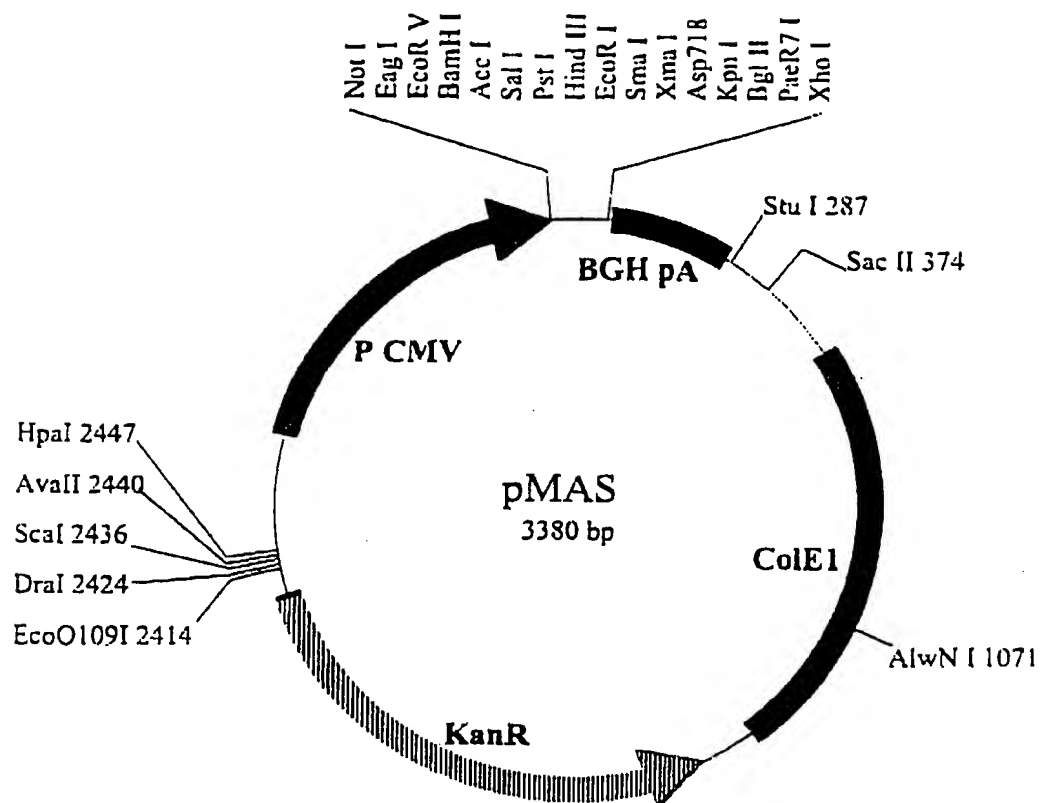 Not I
Eag I
EcoR V
BamH I
Acc I
Sal I
Pst I
Hind III
EcoR I
Sma I
Xma I
Asp718
Kpn I
Bgl II
PaeR7 I
Xho I
Stu I 287
Sac II 374
BGH pA
P CMV
HpaI 2447
AvaII 2440
ScaI 2436
DraI 2424
EcoO109I 2414
pMAS
3380 bp
ColE1
AlwN I 1071
KanR